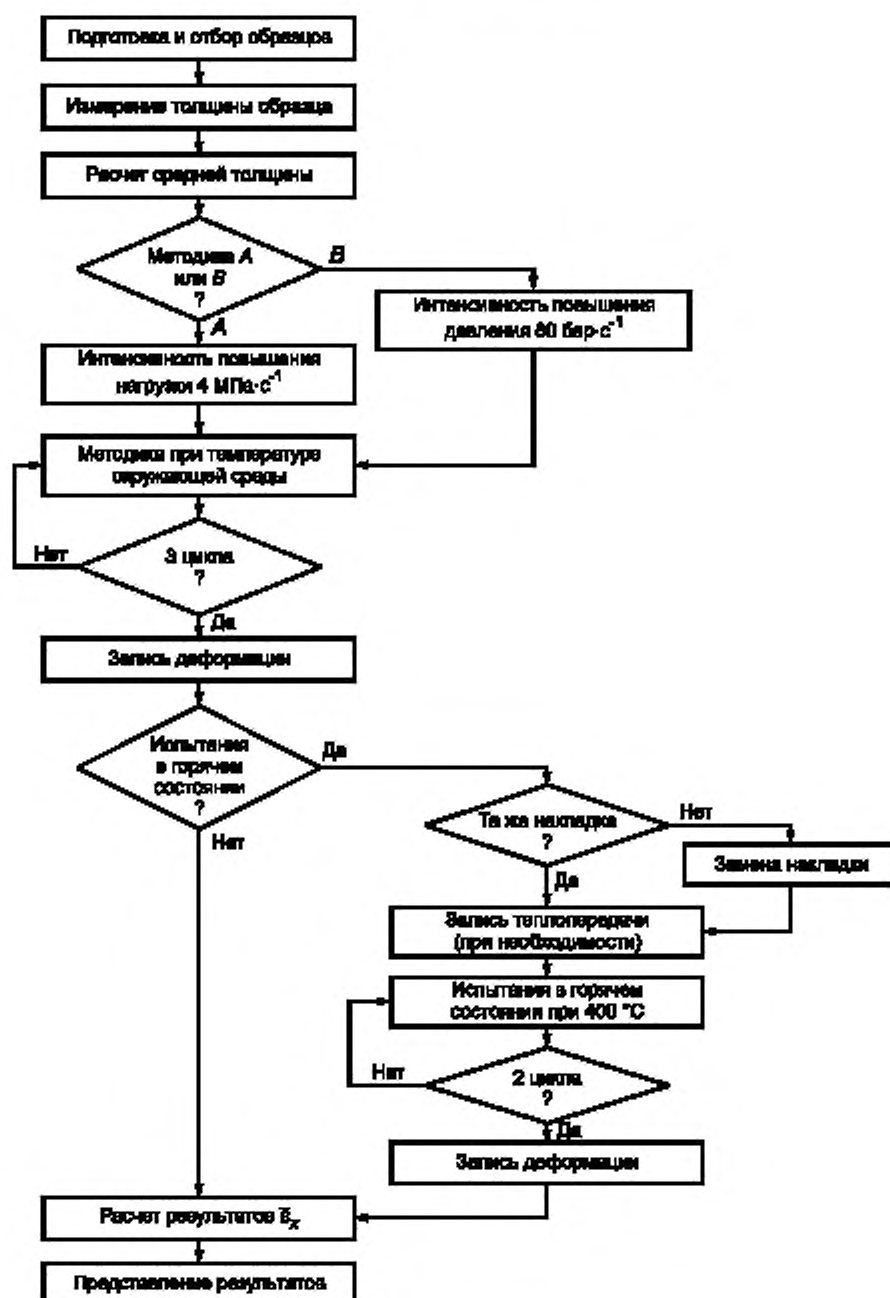 Подготовка и отбор образцов
Измерение толщины образца
Расчет средней толщины
Методика А
или В
?
В
А
Интенсивность повышения
давления 80 бар·с⁻¹
Интенсивность повышения
нагрузки 4 МПа·с⁻¹
Методика при температуре
окружающей среды
3 цикла
?
Нет
Да
Запись деформации
Испытания
в горячем
состоянии
?
Да
Нет
Та же накладка
?
Нет
Да
Замена накладки
Запись теплопередачи
(при необходимости)
Испытания в горячем
состоянии при 400 °С
2 цикла
?
Нет
Да
Запись деформации
Расчет результатов ε̄ₓ
Представление результатов